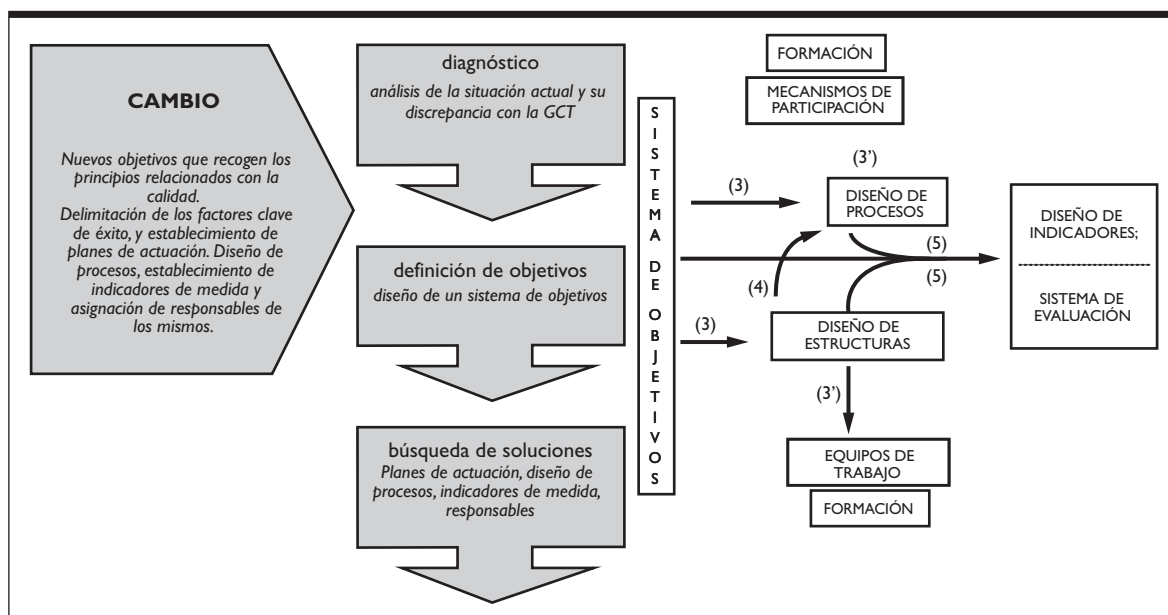 CAMBIO
Nuevos objetivos que recogen los
principios relacionados con la
calidad.
Delimitación de los factores clave
de éxito, y establecimiento de
planes de actuación. Diseño de
procesos, establecimiento de
indicadores de medida y
asignación de responsables de
los mismos.
diagnóstico
análisis de la situación actual y su
discrepancia con la GCT
definición de objetivos
diseño de un sistema de objetivos
búsqueda de soluciones
Planes de actuación, diseño de
procesos, indicadores de medida,
responsables
SISTEMA DE OBJETIVOS
FORMACIÓN
MECANISMOS DE
PARTICIPACIÓN
(3')
(3)
DISEÑO DE
PROCESOS
(5)
(4)
(5)
(3)
DISEÑO DE
ESTRUCTURAS
(3')
EQUIPOS DE
TRABAJO
FORMACIÓN
DISEÑO DE
INDICADORES;
SISTEMA DE
EVALUACIÓN